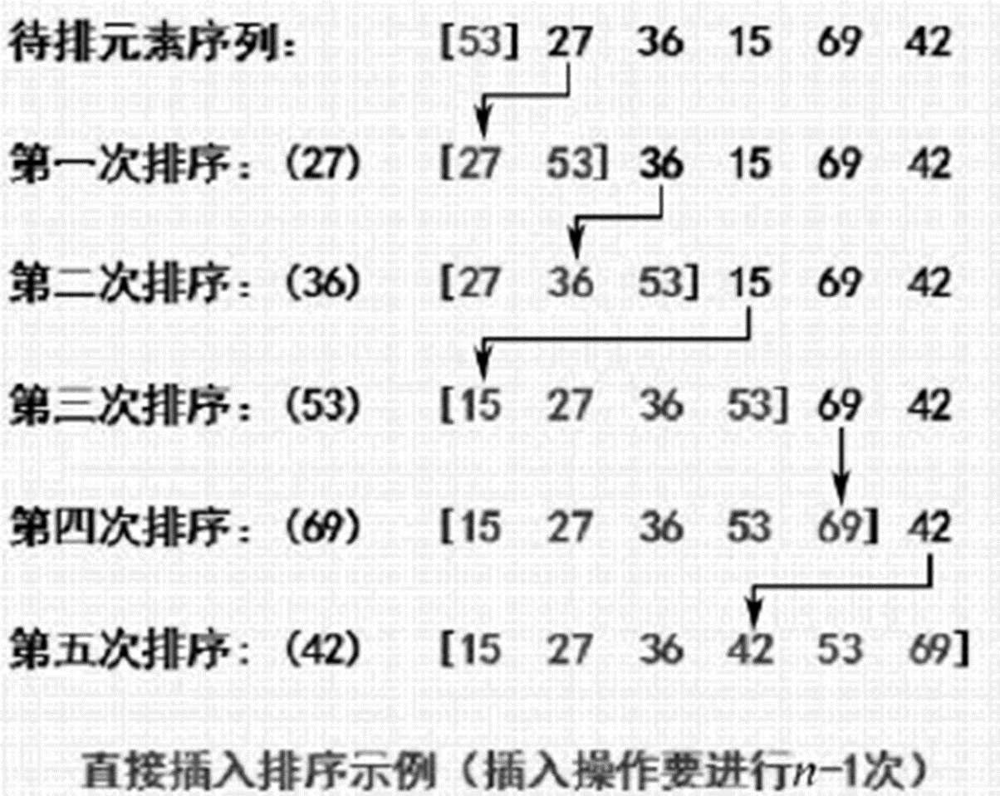 待排元素序列： [53] 27 36 15 69 42
第一次排序：(27) [27 53] 36 15 69 42
第二次排序：(36) [27 36 53] 15 69 42
第三次排序：(53) [15 27 36 53] 69 42
第四次排序：(69) [15 27 36 53 69] 42
第五次排序：(42) [15 27 36 42 53 69]
直接插入排序示例（插入操作要进行n-1次）